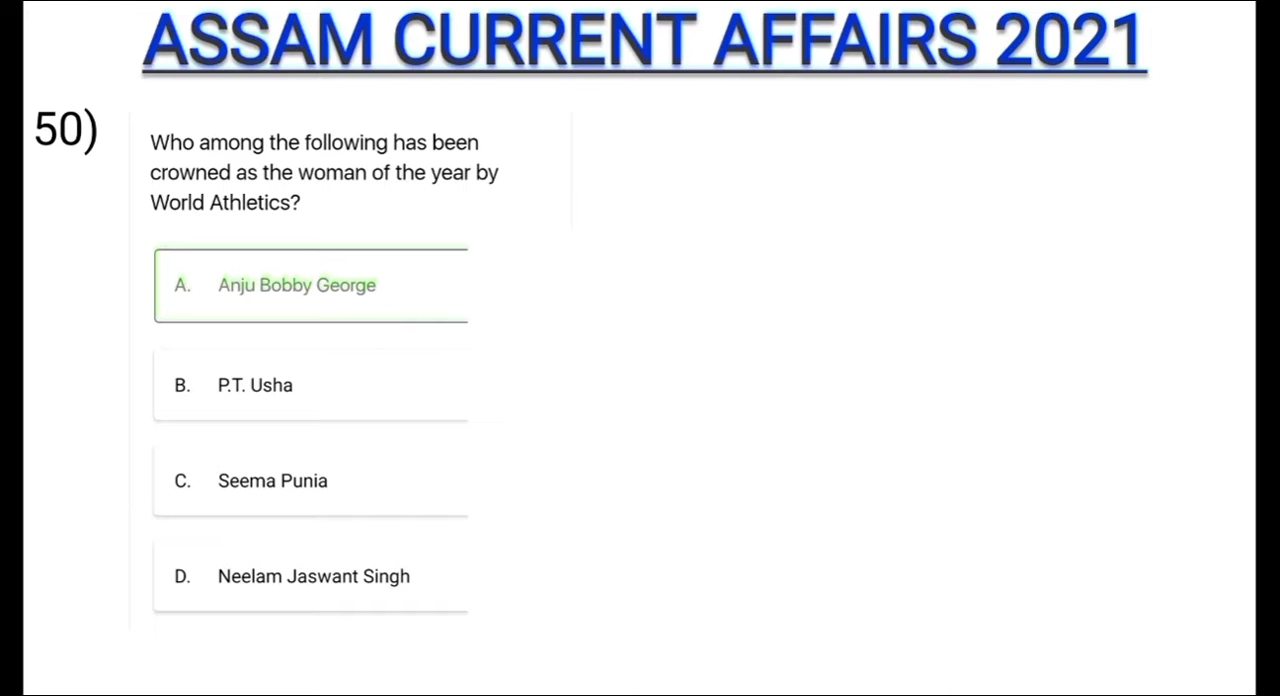 ASSAM CURRENT AFFAIRS 2021
50)
Who among the following has been
crowned as the woman of the year by
World Athletics?
A. Anju Bobby George
B. P.T. Usha
C. Seema Punia
D. Neelam Jaswant Singh